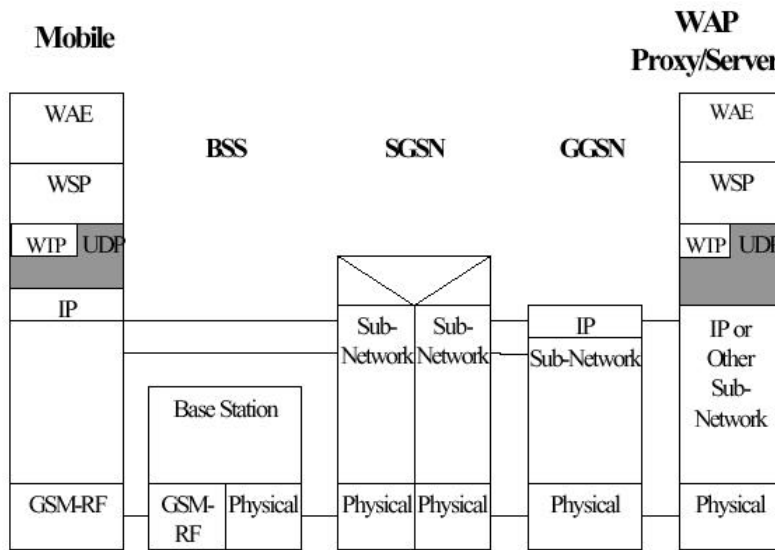 Mobile
WAP
Proxy/Server
BSS
SGSN
GGSN
WAE
WSP
WTP UDP
IP
GSM-RF
Base Station
GSM-
RF
Physical
Sub-
Network
Physical
Sub-
Network
Physical
IP
Sub-Network
Physical
WAE
WSP
WTP UDP
IP or
Other
Sub-
Network
Physical